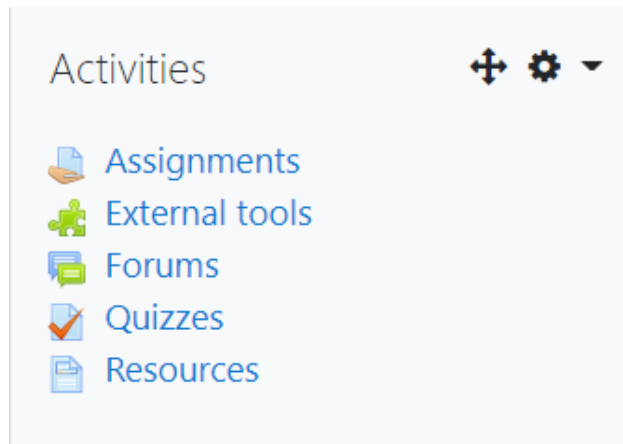 Activities
Assignments
External tools
Forums
Quizzes
Resources